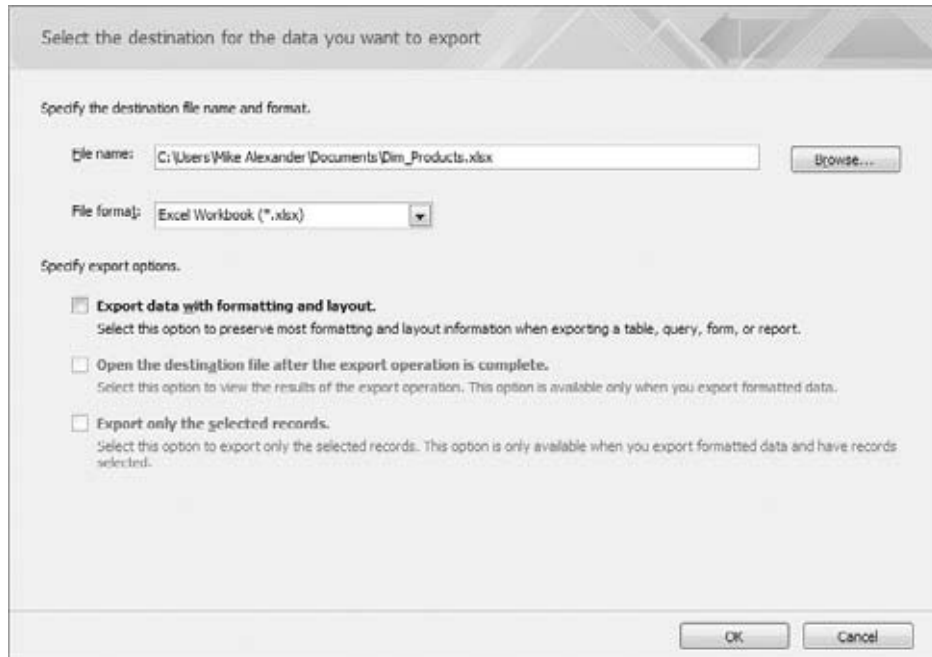 Select the destination for the data you want to export
Specify the destination file name and format.
File name:
C:\Users\Mike Alexander\Documents\Dim_Products.xlsx
Browse...
File format:
Excel Workbook (*.xlsx)
Specify export options.
Export data with formatting and layout.
Select this option to preserve most formatting and layout information when exporting a table, query, form, or report.
Open the destination file after the export operation is complete.
Select this option to view the results of the export operation. This option is available only when you export formatted data.
Export only the selected records.
Select this option to export only the selected records. This option is only available when you export formatted data and have records
selected.
OK
Cancel